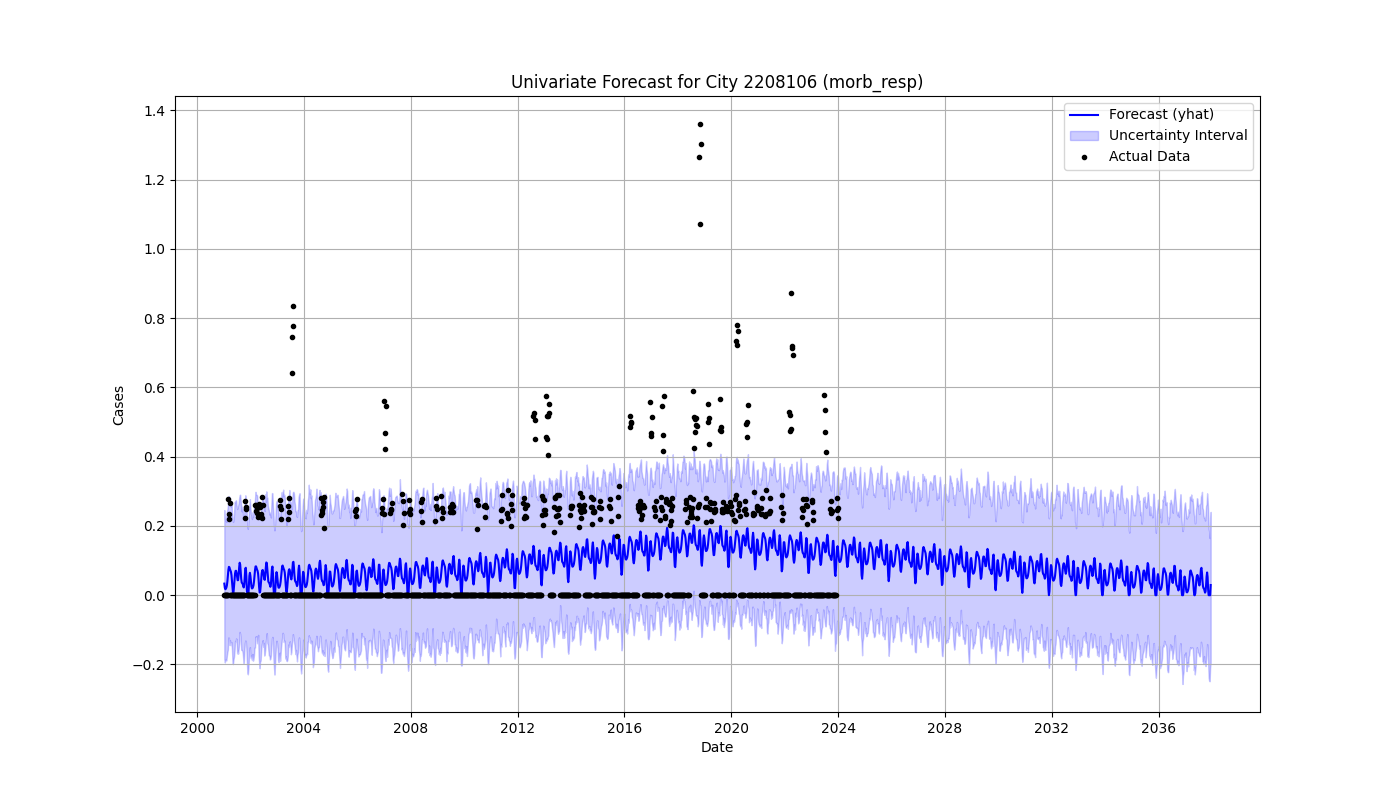 Univariate Forecast for City 2208106 (morb_resp)
Forecast (yhat)
Uncertainty Interval
Actual Data
Cases
1.4
1.2
1.0
0.8
0.6
0.4
0.2
0.0
−0.2
2000 2004 2008 2012 2016 2020 2024 2028 2032 2036
Date